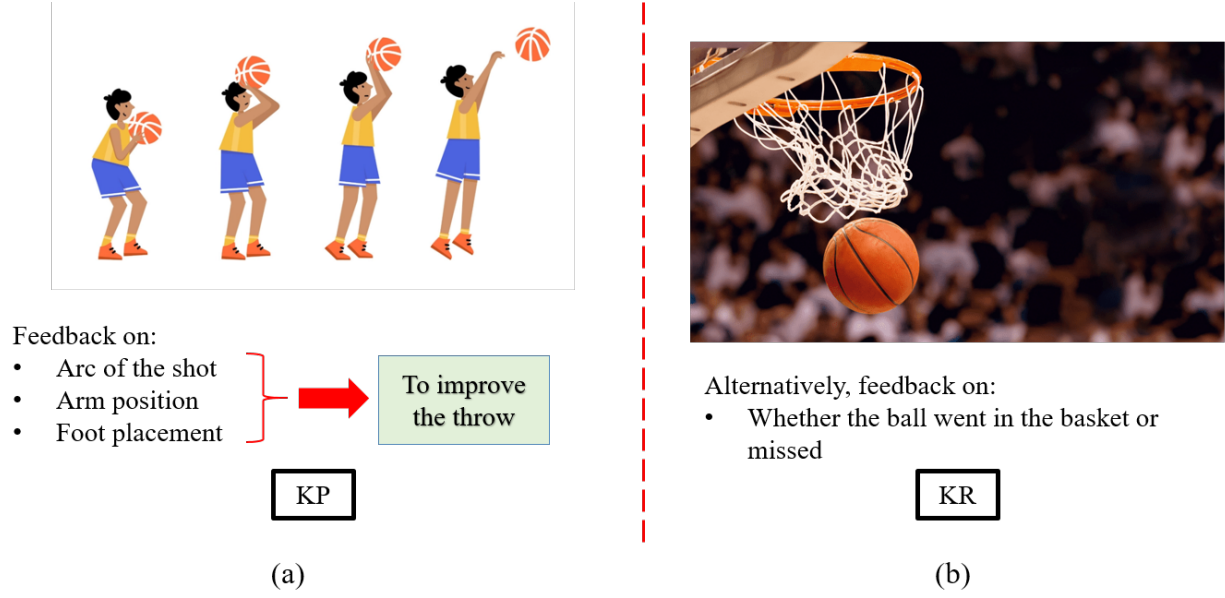 Feedback on:
• Arc of the shot
• Arm position
• Foot placement
To improve
the throw
KP
(a)
Alternatively, feedback on:
• Whether the ball went in the basket or
missed
KR
(b)